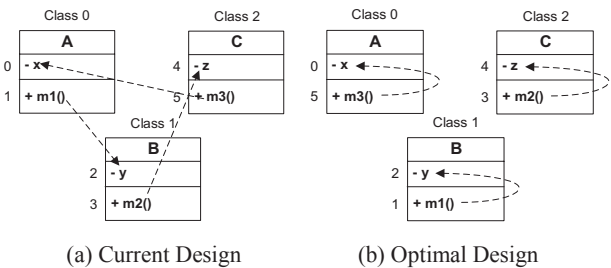 Class 0
Class 2
Class 0
Class 2
A
C
A
C
0
- x
4
- z
0
- x
4
- z
1
+ m1()
5
+ m3()
5
+ m3()
3
+ m2()
Class 1
Class 1
B
B
2
- y
2
- y
3
+ m2()
1
+ m1()
(a) Current Design
(b) Optimal Design